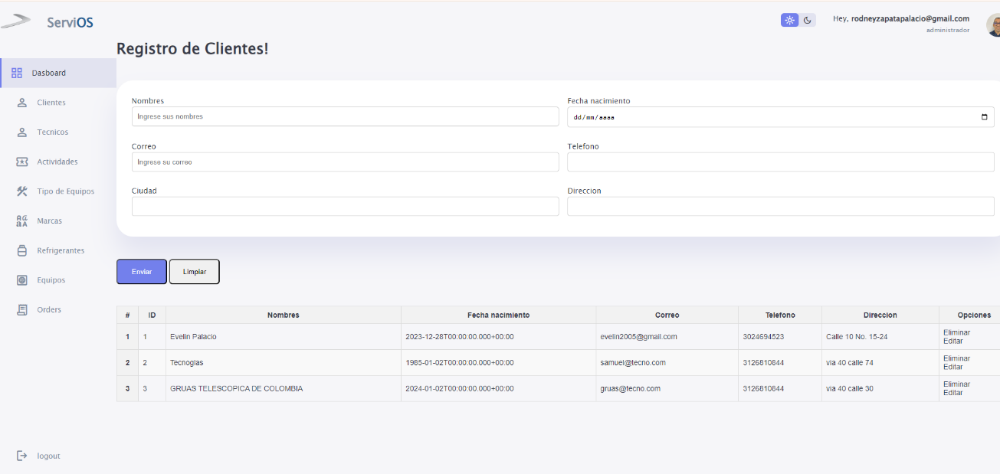 ServiOS
Hey, rodneyzapatapalacio@gmail.com
administrador
Registro de Clientes!
Dasboard
Clientes
Tecnicos
Actividades
Tipo de Equipos
Marcas
Refrigerantes
Equipos
Orders
logout
Nombres
Ingrese sus nombres
Fecha nacimiento
dd/mm/aaaa
Correo
Ingrese su correo
Telefono
Ciudad
Direccion
Enviar Limpiar
# ID Nombres Fecha nacimiento Correo Telefono Direccion Opciones
1 1 Evelin Palacio 2023-12-28T00:00:00.000+00:00 evelin2005@gmail.com 3024694523 Calle 10 No. 15-24 Eliminar
Editar
2 2 Tecnoglas 1985-01-02T00:00:00.000+00:00 samuel@tecno.com 3126810844 via 40 calle 74 Eliminar
Editar
3 3 GRUAS TELESCOPICA DE COLOMBIA 2024-01-02T00:00:00.000+00:00 gruas@tecno.com 3126810844 via 40 calle 30 Eliminar
Editar